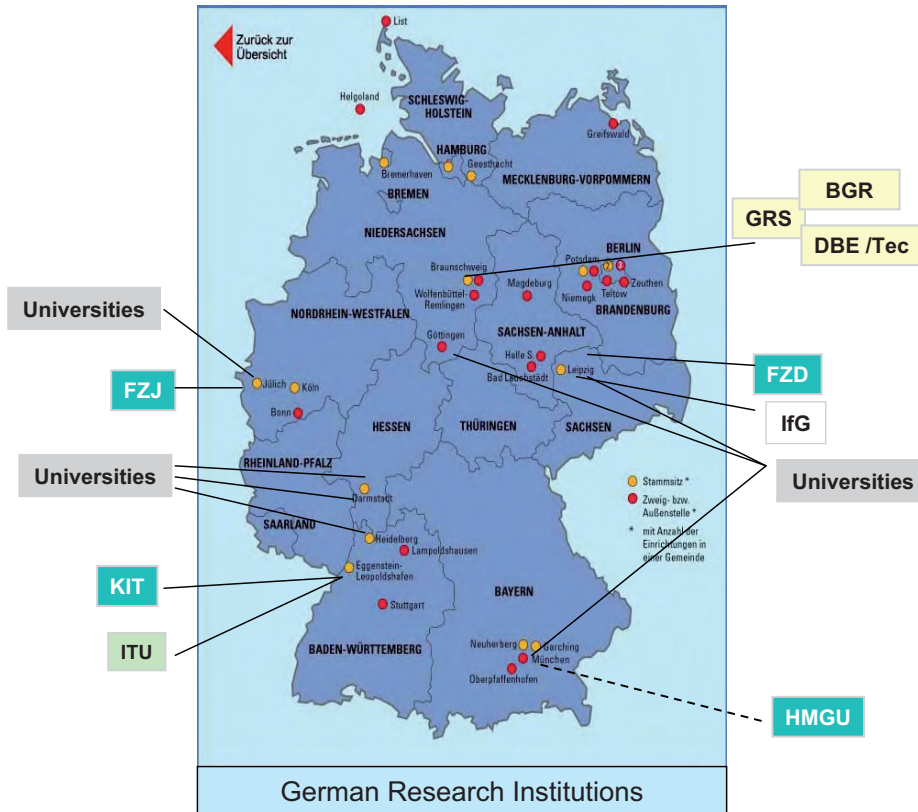 List
Zurück zur
Übersicht
Helgoland
SCHLESWIG-
HOLSTEIN
Greifswald
HAMBURG
Geesthacht
Bremerhaven
MECKLENBURG-VORPOMMERN
BREMEN
BGR
GRS
NIEDERSACHSEN
BERLIN
DBE /Tec
Braunschweig
Potsdam
2
3
Magdeburg
Zeuthen
Universities
Wolfenbüttel-
Remlingen
Niemegk
Teltow
NORDRHEIN-WESTFALEN
BRANDENBURG
SACHSEN-ANHALT
Göttingen
Halle S.
FZJ
Jülich
Köln
Bad Lauchstädt
Leipzig
FZD
Bonn
HESSEN
THÜRINGEN
SACHSEN
IfG
Universities
RHEINLAND-PFALZ
Universities
Stammsitz *
Darmstadt
Zweig- bzw.
Außenstelle *
SAARLAND
* mit Anzahl der
Einrichtungen in
einer Gemeinde
Heidelberg
Lampoldshausen
KIT
Eggenstein-
Leopoldshafen
BAYERN
Stuttgart
ITU
BADEN-WÜRTTEMBERG
Neuherberg
Garching
München
Oberpfaffenhofen
HMGU
German Research Institutions